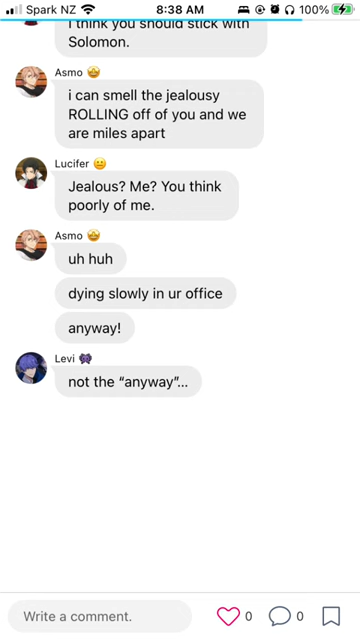 Spark NZ 8:38 AM 100%
I think you should stick with
Solomon.
Asmo 🤩
i can smell the jealousy
ROLLING off of you and we
are miles apart
Lucifer 😐
Jealous? Me? You think
poorly of me.
Asmo 🤩
uh huh
dying slowly in ur office
anyway!
Levi
not the “anyway”...
Write a comment. 0 0